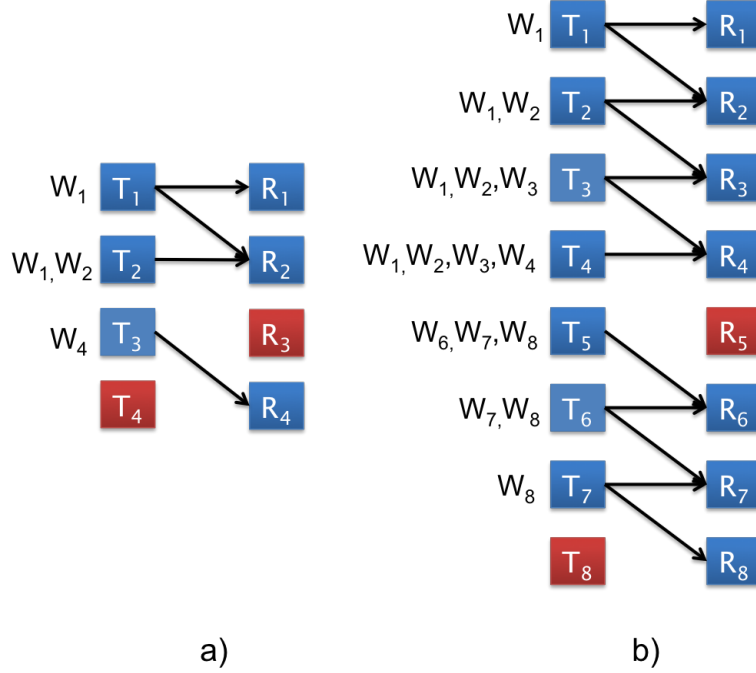 W₁ T₁ R₁
W₁,W₂ T₂ R₂
W₄ T₃ R₃
T₄ R₄
a)
W₁ T₁ R₁
W₁,W₂ T₂ R₂
W₁,W₂,W₃ T₃ R₃
W₁,W₂,W₃,W₄ T₄ R₄
W₆,W₇,W₈ T₅ R₅
W₇,W₈ T₆ R₆
W₈ T₇ R₇
T₈ R₈
b)